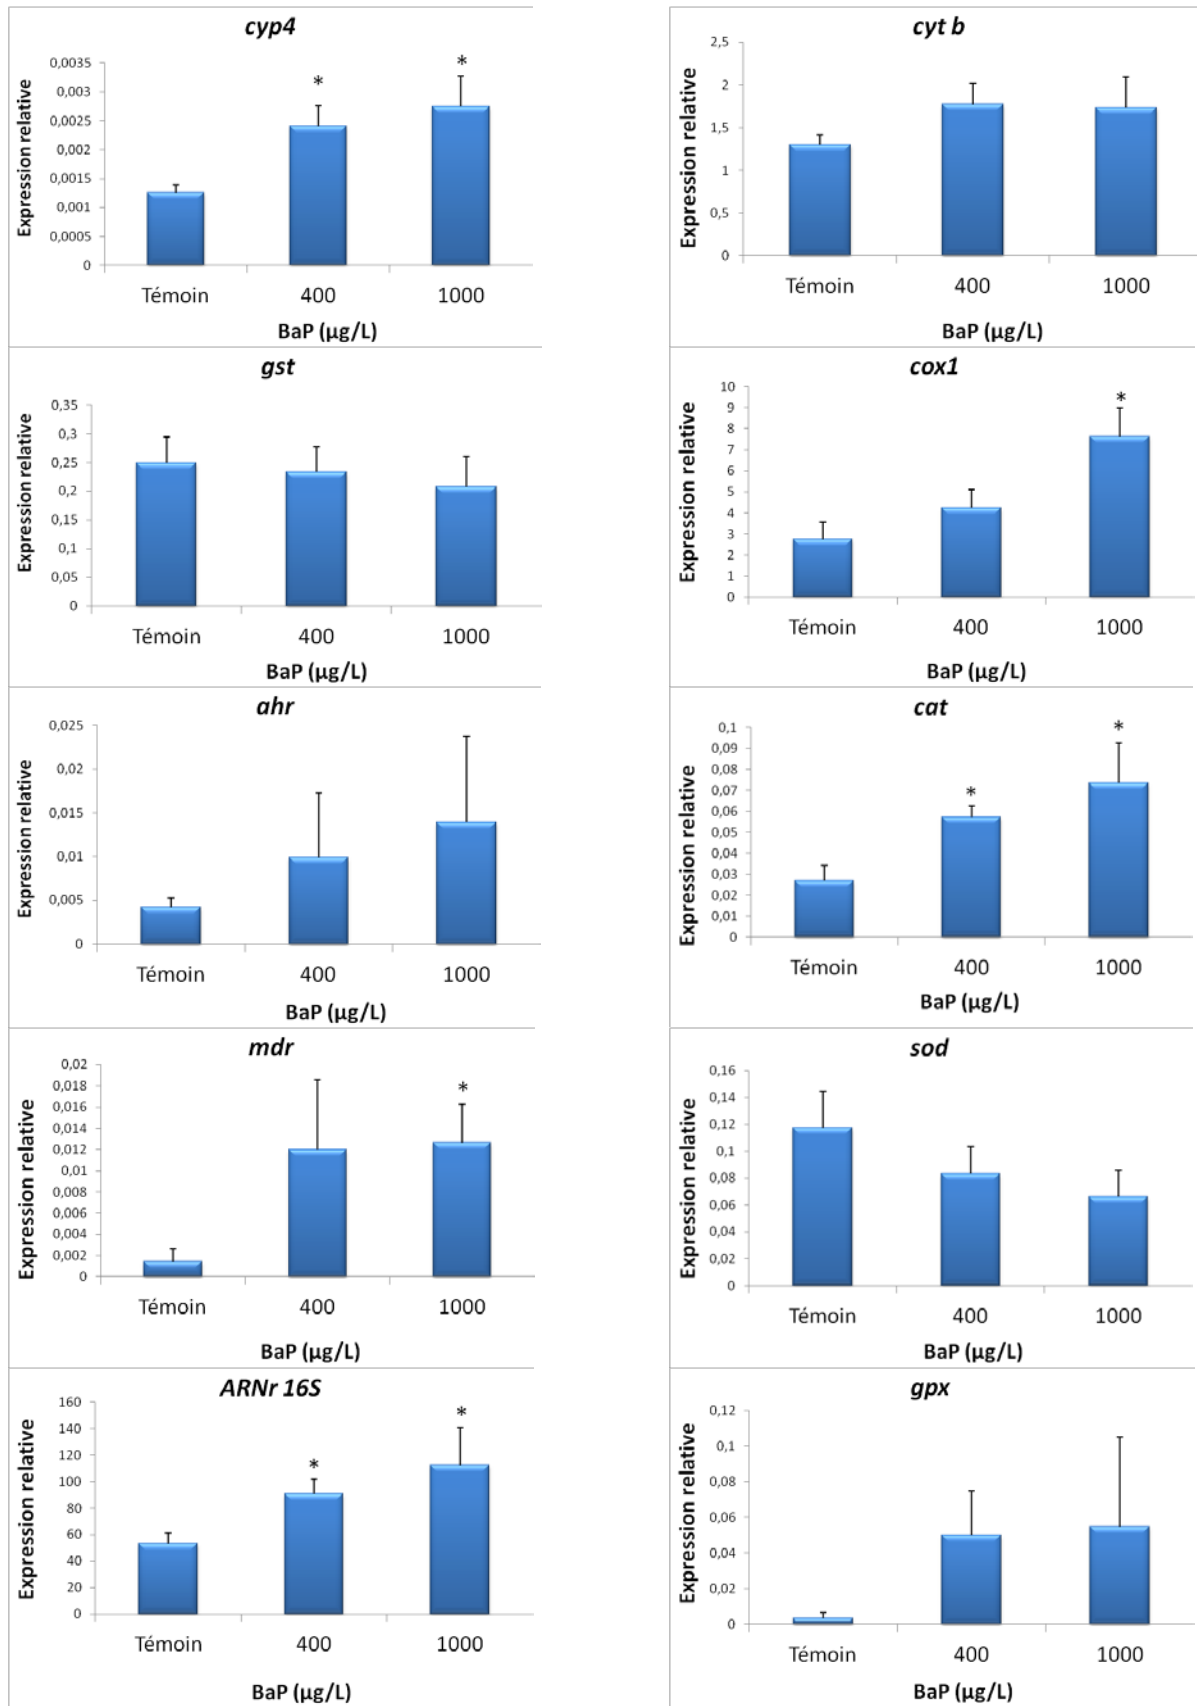 cyp4
Expression relative
0,0035
*
*
0,003
0,0025
0,002
0,0015
0,001
0,0005
0
Témoin 400 1000
BaP (µg/L)
cyt b
Expression relative
2,5
2
1,5
1
0,5
0
Témoin 400 1000
BaP (µg/L)
gst
Expression relative
0,35
0,3
0,25
0,2
0,15
0,1
0,05
0
Témoin 400 1000
BaP (µg/L)
cox1
Expression relative
10
*
9
8
7
6
5
4
3
2
1
0
Témoin 400 1000
BaP (µg/L)
ahr
Expression relative
0,025
0,02
0,015
0,01
0,005
0
Témoin 400 1000
BaP (µg/L)
cat
Expression relative
0,1
*
0,09
0,08
0,07
*
0,06
0,05
0,04
0,03
0,02
0,01
0
Témoin 400 1000
BaP (µg/L)
mdr
Expression relative
0,02
0,018
*
0,016
0,014
0,012
0,01
0,008
0,006
0,004
0,002
0
Témoin 400 1000
BaP (µg/L)
sod
Expression relative
0,16
0,14
0,12
0,1
0,08
0,06
0,04
0,02
0
Témoin 400 1000
BaP (µg/L)
ARNr 16S
Expression relative
160
*
140
120
*
100
80
60
40
20
0
Témoin 400 1000
BaP (µg/L)
gpx
Expression relative
0,12
0,1
0,08
0,06
0,04
0,02
0
Témoin 400 1000
BaP (µg/L)